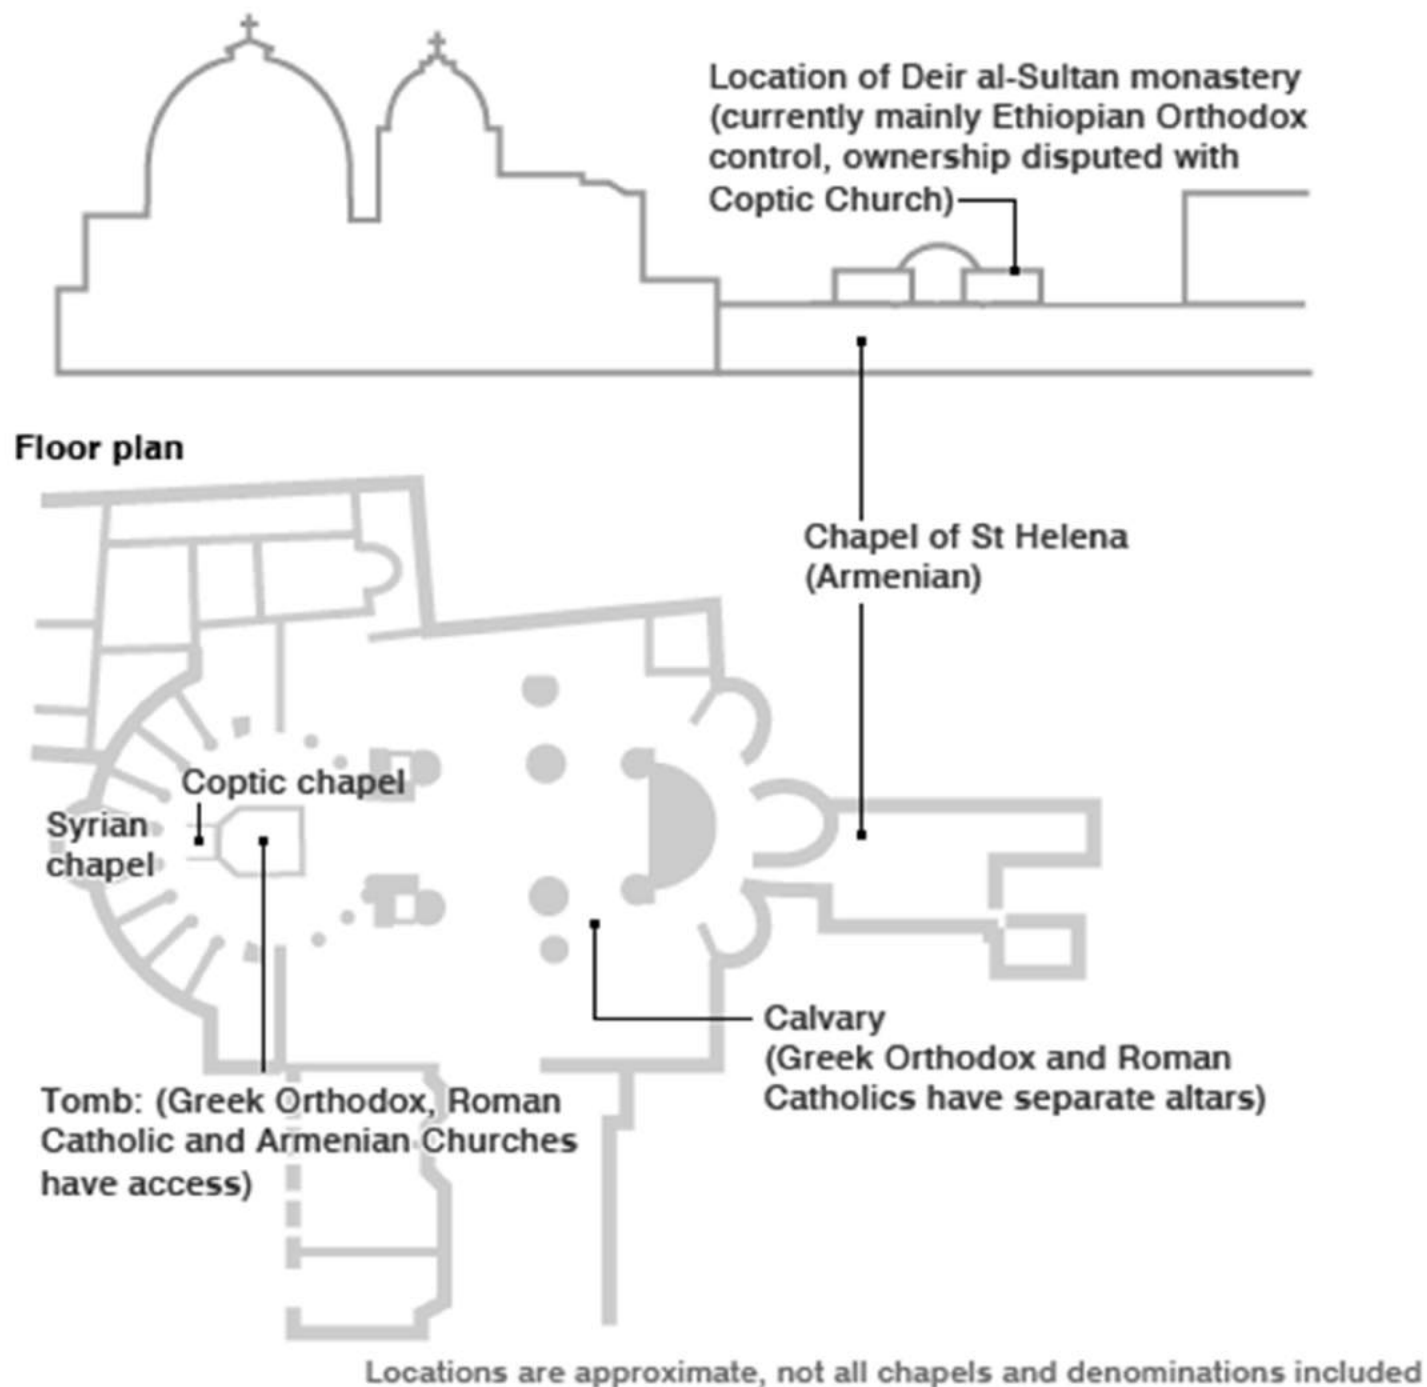 Location of Deir al-Sultan monastery
(currently mainly Ethiopian Orthodox
control, ownership disputed with
Coptic Church)
Floor plan
Chapel of St Helena
(Armenian)
Coptic chapel
Syrian
chapel
Calvary
(Greek Orthodox and Roman
Catholics have separate altars)
Tomb: (Greek Orthodox, Roman
Catholic and Armenian Churches
have access)
Locations are approximate, not all chapels and denominations included